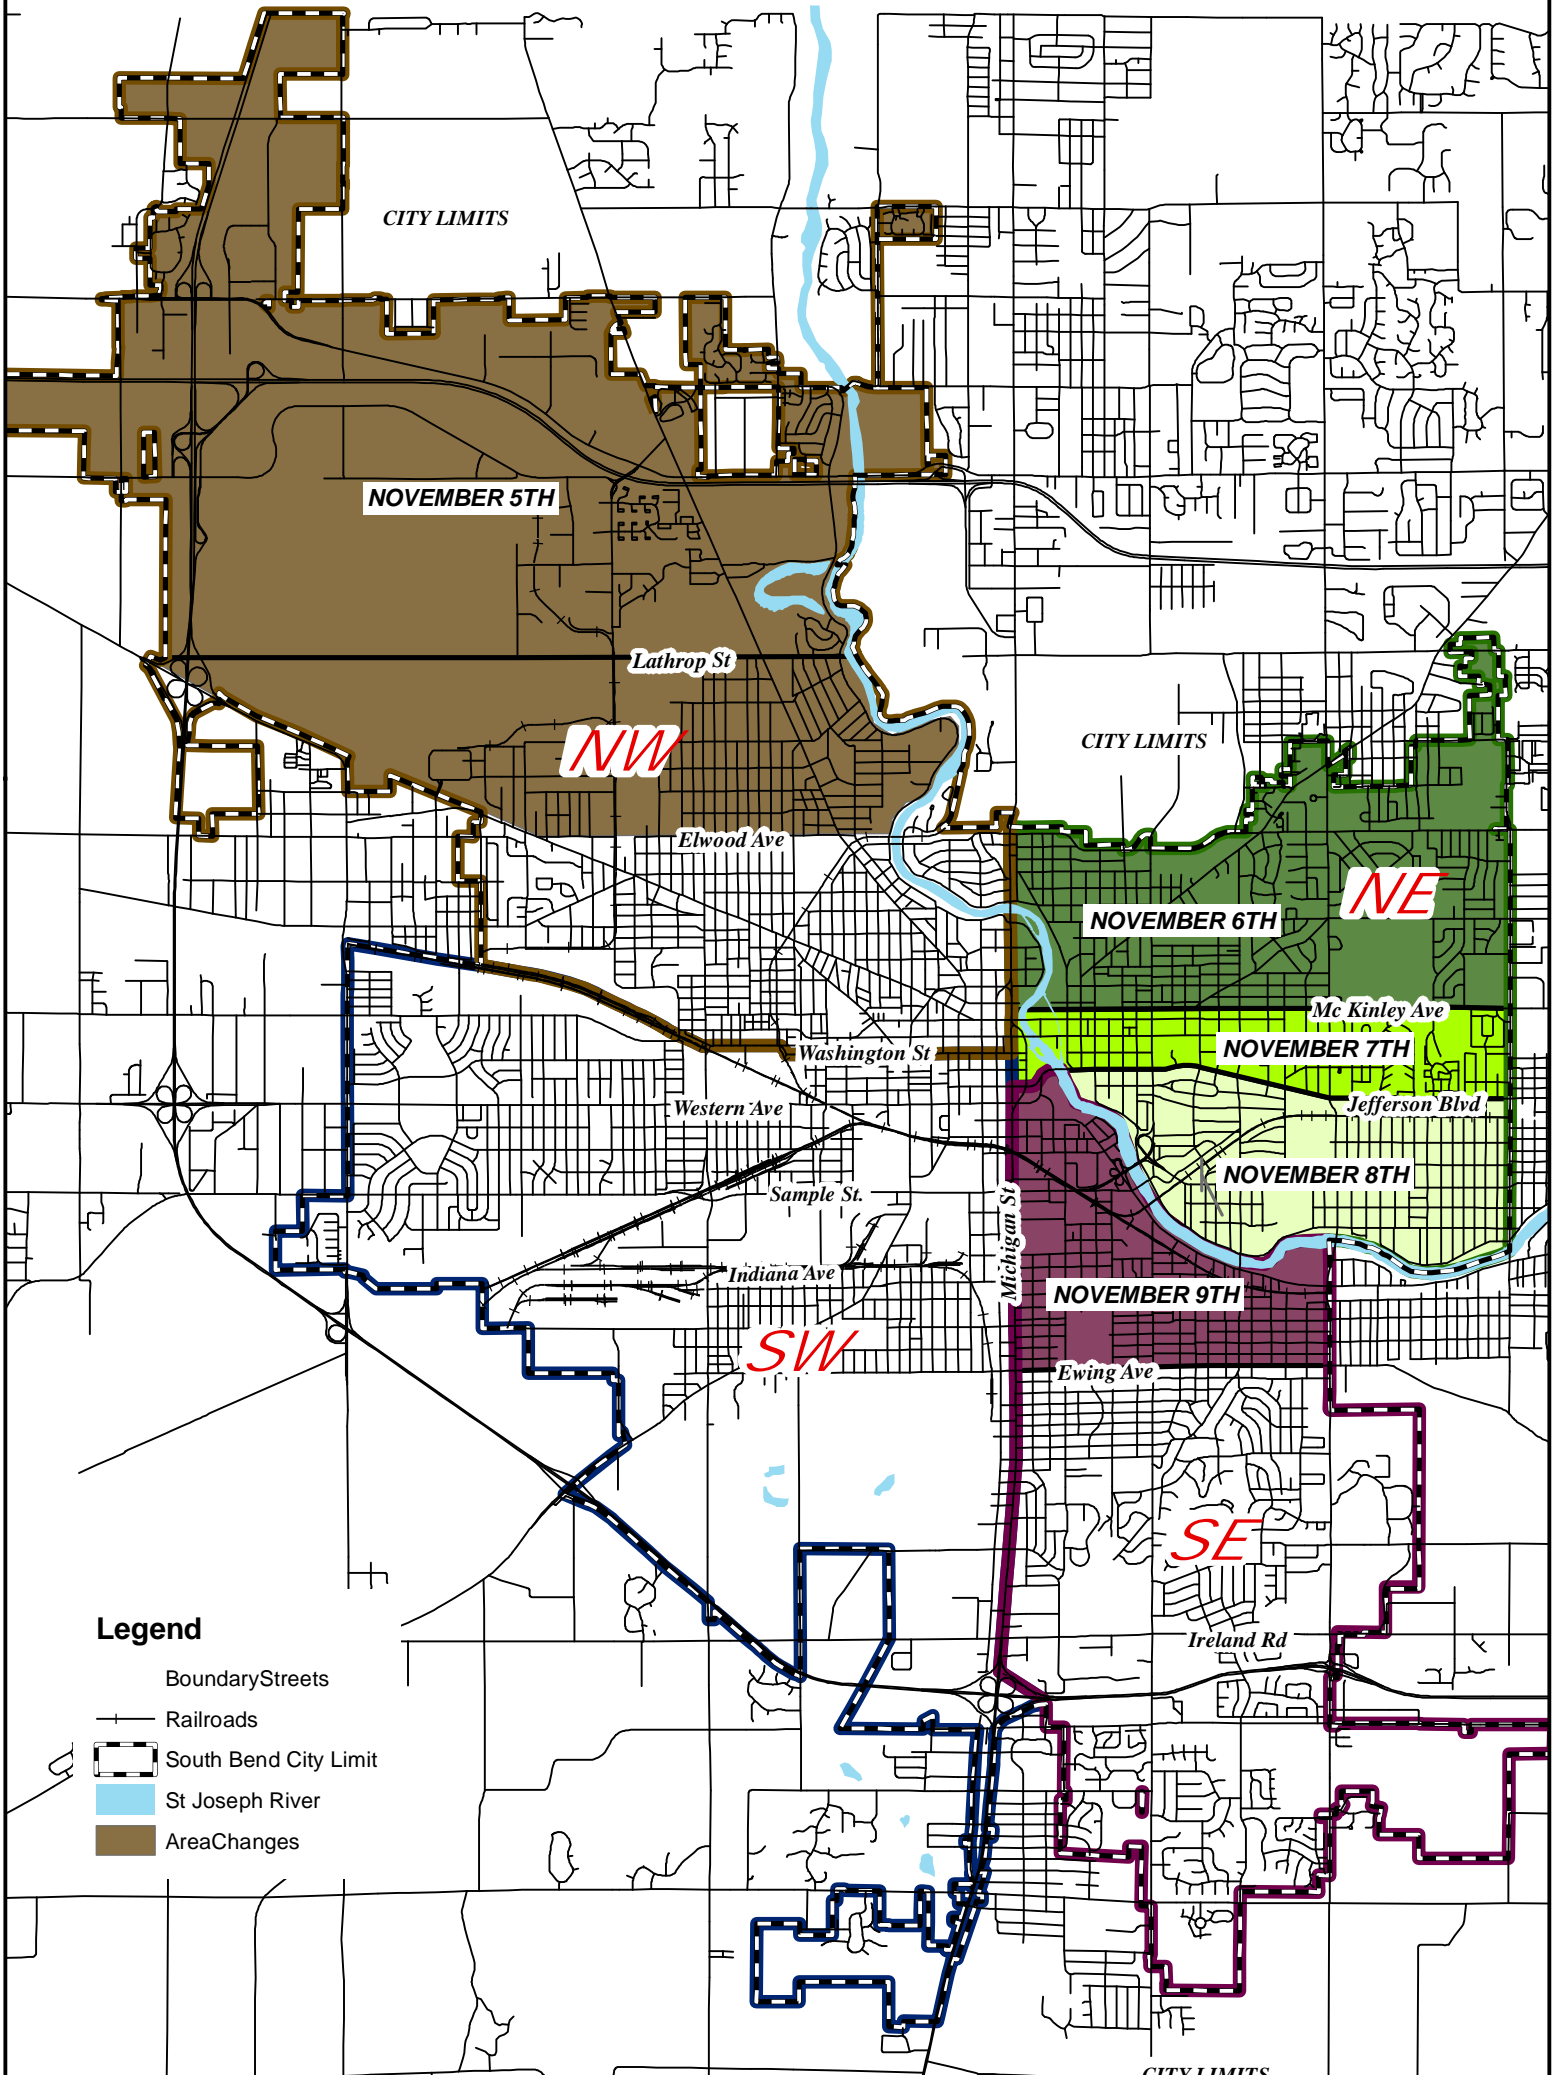 CITY LIMITS
NOVEMBER 5TH
Lathrop St
NW
CITY LIMITS
Elwood Ave
NE
NOVEMBER 6TH
Mc Kinley Ave
NOVEMBER 7TH
Washington St
Western Ave
Jefferson Blvd
NOVEMBER 8TH
Sample St.
Michigan St
Indiana Ave
NOVEMBER 9TH
SW
Ewing Ave
SE
Ireland Rd
Legend
BoundaryStreets
Railroads
South Bend City Limit
St Joseph River
AreaChanges
CITY LIMITS